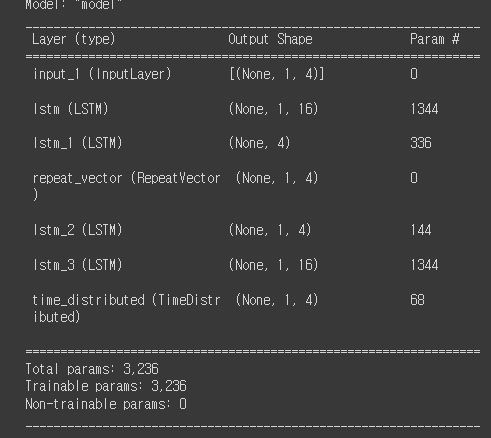 Model: "model"
Layer (type) Output Shape Param #
input_1 (InputLayer) [(None, 1, 4)] 0
lstm (LSTM) (None, 1, 16) 1344
lstm_1 (LSTM) (None, 4) 336
repeat_vector (RepeatVector (None, 1, 4) 0
)
lstm_2 (LSTM) (None, 1, 4) 144
lstm_3 (LSTM) (None, 1, 16) 1344
time_distributed (TimeDistr (None, 1, 4) 68
ibuted)
Total params: 3,236
Trainable params: 3,236
Non-trainable params: 0